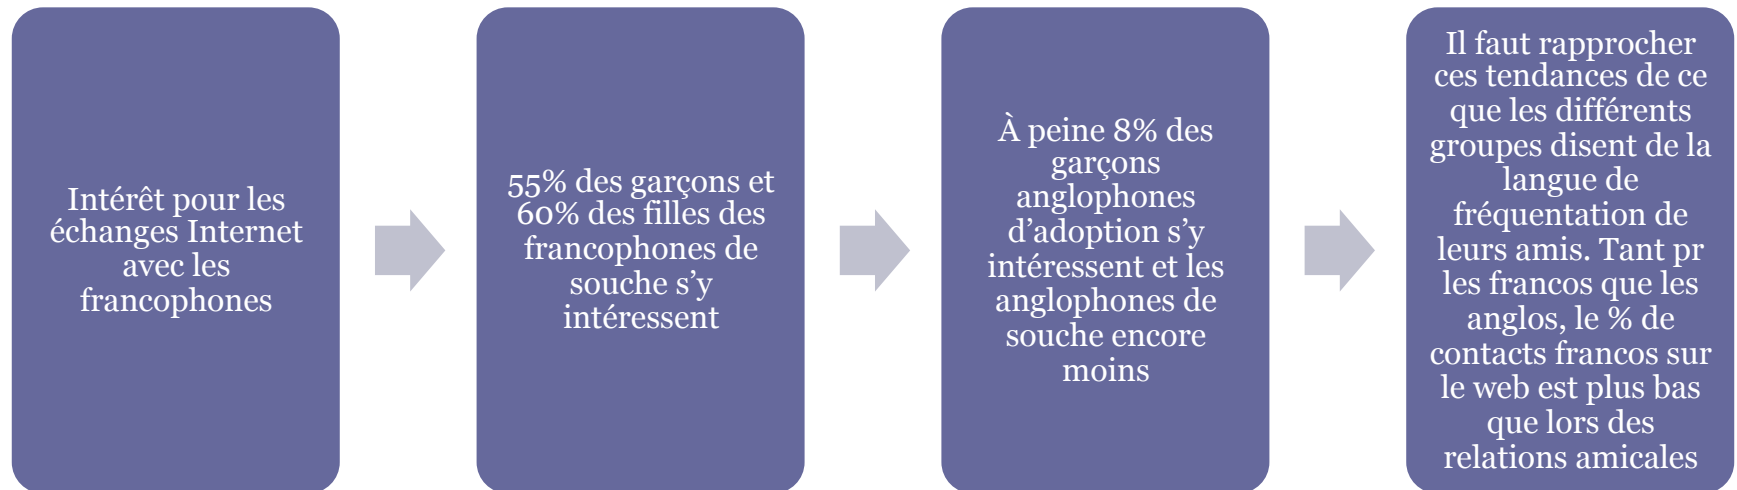 Intérêt pour les
échanges Internet
avec les
francophones
55% des garçons et
60% des filles des
francophones de
souche s’y
intéressent
À peine 8% des
garçons
anglophones
d’adoption s’y
intéressent et les
anglophones de
souche encore
moins
Il faut rapprocher
ces tendances de ce
que les différents
groupes disent de la
langue de
fréquentation de
leurs amis. Tant pr
les francos que les
anglos, le % de
contacts francos sur
le web est plus bas
que lors des
relations amicales